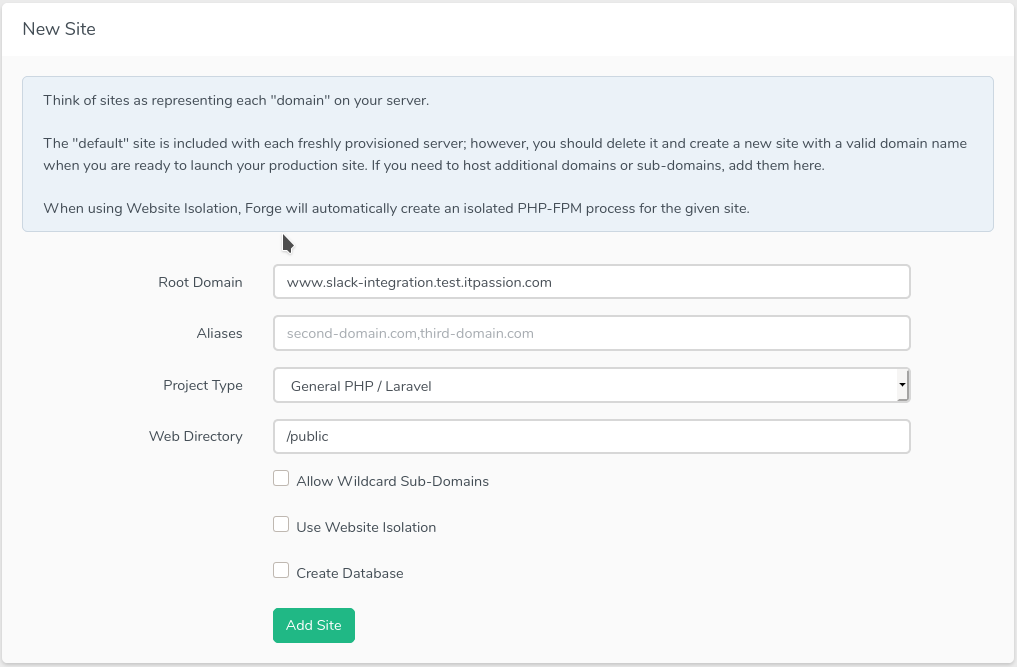 New Site
Think of sites as representing each "domain" on your server.
The "default" site is included with each freshly provisioned server; however, you should delete it and create a new site with a valid domain name
when you are ready to launch your production site. If you need to host additional domains or sub-domains, add them here.
When using Website Isolation, Forge will automatically create an isolated PHP-FPM process for the given site.
Root Domain www.slack-integration.test.itpassion.com
Aliases second-domain.com,third-domain.com
Project Type General PHP / Laravel
Web Directory /public
Allow Wildcard Sub-Domains
Use Website Isolation
Create Database
Add Site